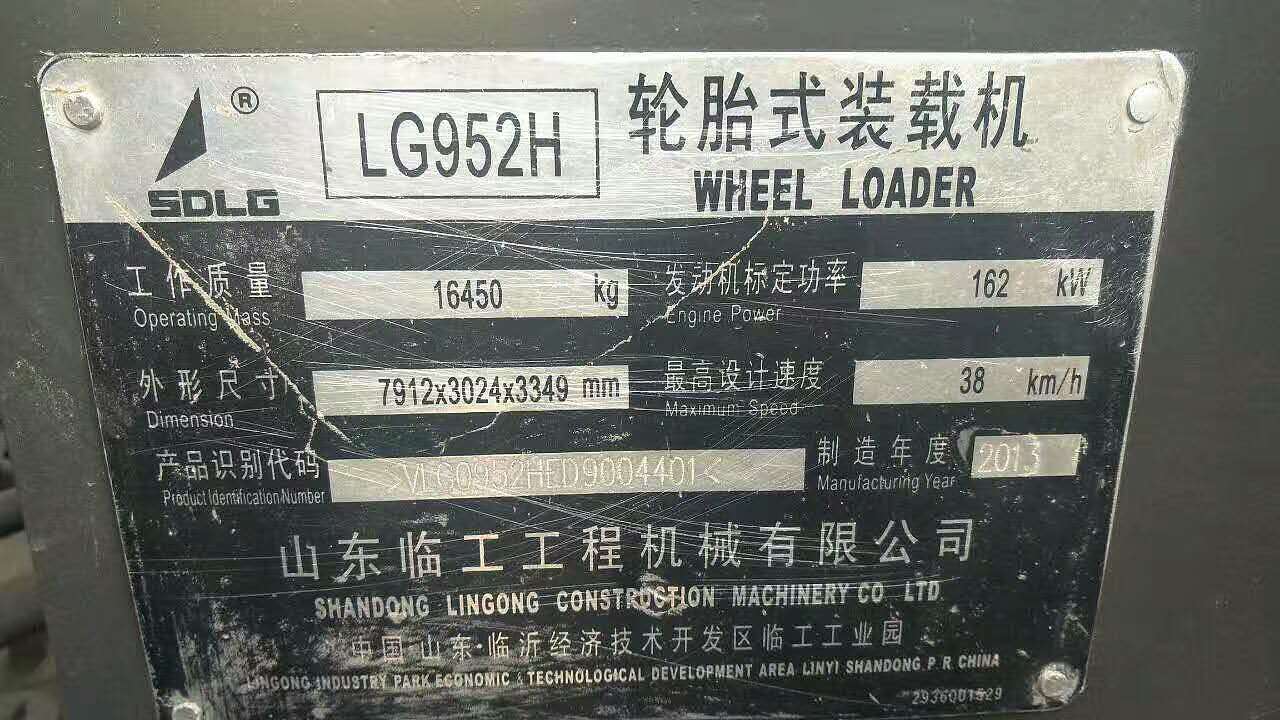 SDLG ®
LG952H
轮胎式装载机
WHEEL LOADER
工作质量 16450 kg
Operating Mass
发动机标定功率 162 kW
Engine Power
外形尺寸 7912x3024x3349 mm
Dimension
最高设计速度 38 km/h
Maximum Speed
产品识别代码 >VLG0952HED9004401<
Product Identification Number
制造年度 2013
Manufacturing Year
山东临工工程机械有限公司
SHANDONG LINGONG CONSTRUCTION MACHINERY CO LTD.
中国·山东·临沂经济技术开发区临工工业园
LINGONG INDUSTRY PARK ECONOMIC & TECHNOLOGICAL DEVELOPMENT AREA LINYI SHANDONG P. R. CHINA
2936001529